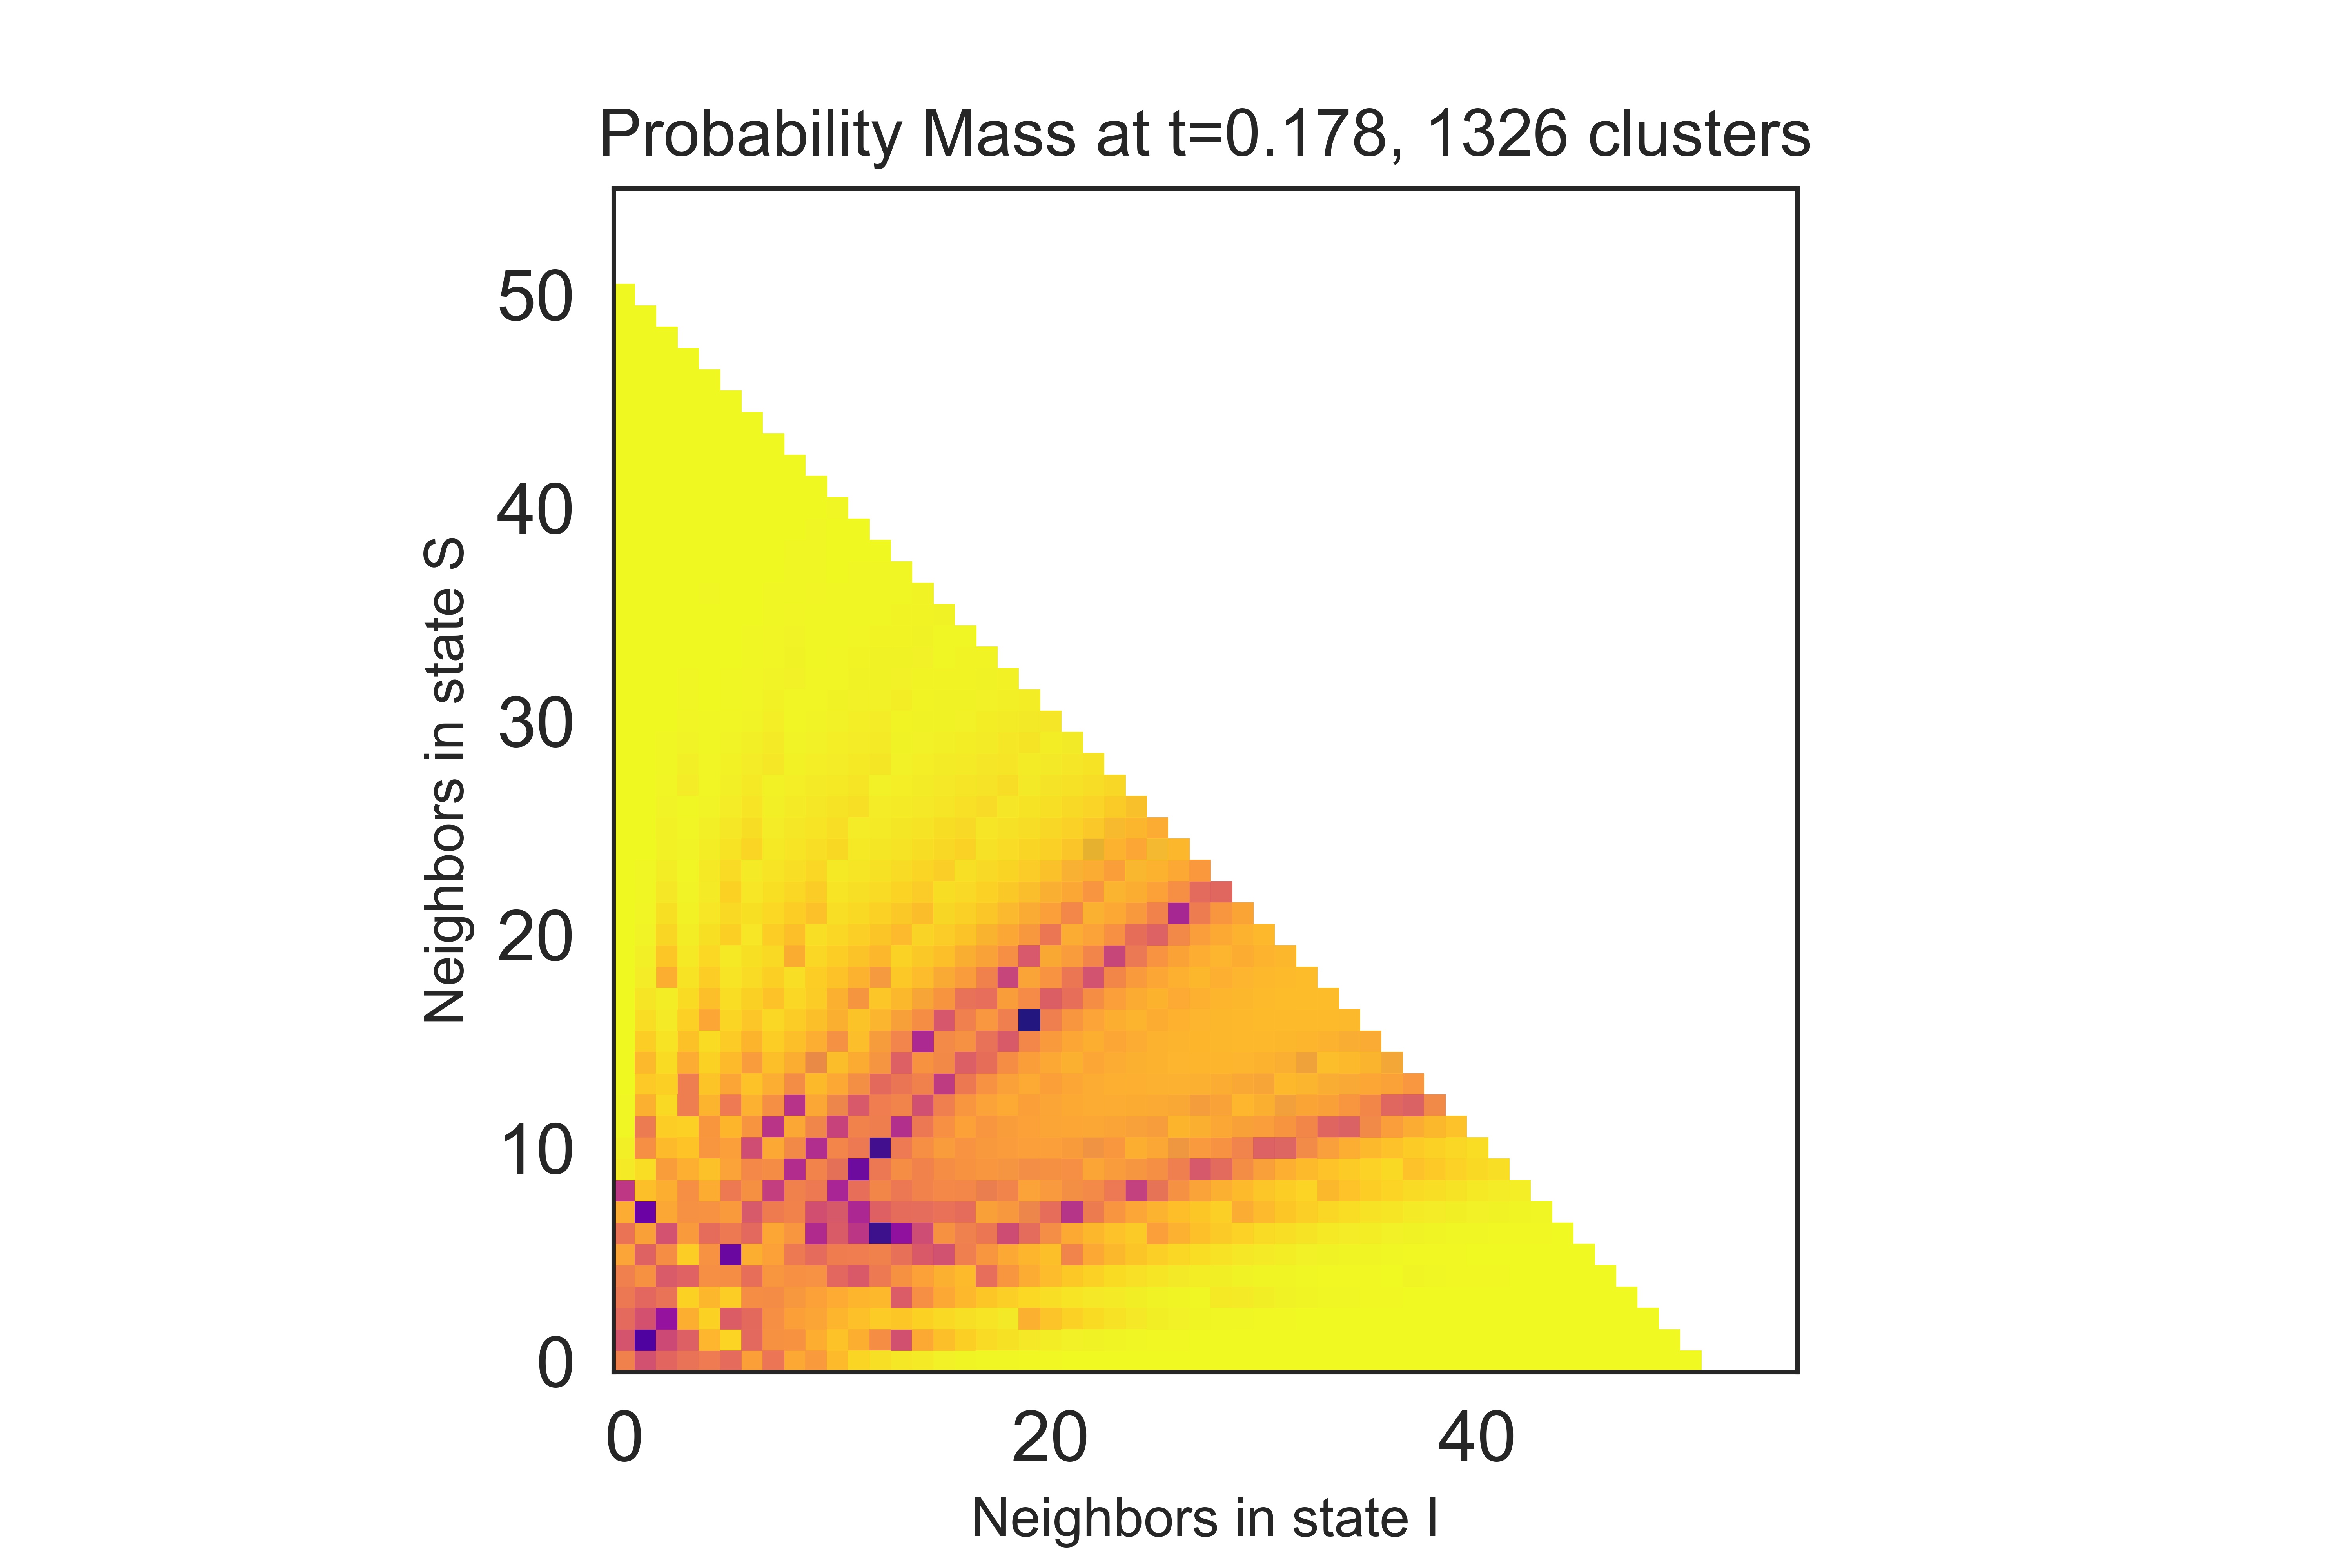 Probability Mass at t=0.178, 1326 clusters
50
40
30
20
10
0
Neighbors in state S
0 20 40
Neighbors in state I